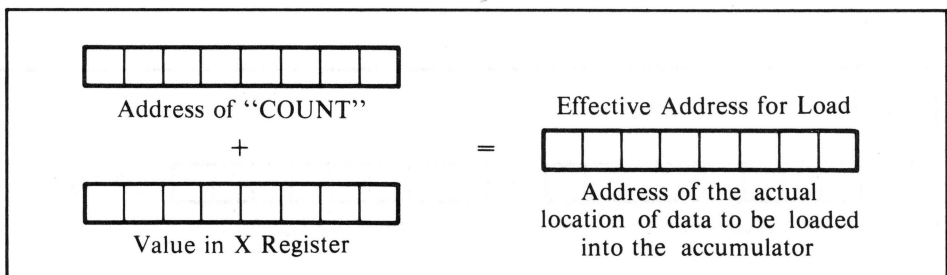 Address of “COUNT”
+
Value in X Register
=
Effective Address for Load
Address of the actual
location of data to be loaded
into the accumulator